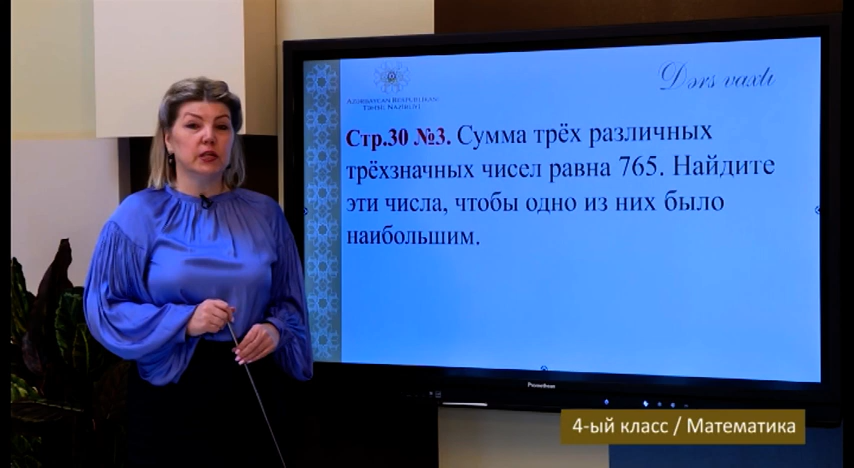 Dərs vaxtı
AZƏRBAYCAN RESPUBLİKASI
TƏHSİL NAZİRLİYİ
Стр.30 №3. Сумма трёх различных
трёхзначных чисел равна 765. Найдите
эти числа, чтобы одно из них было
наибольшим.
Promethean
4-ый класс / Математика